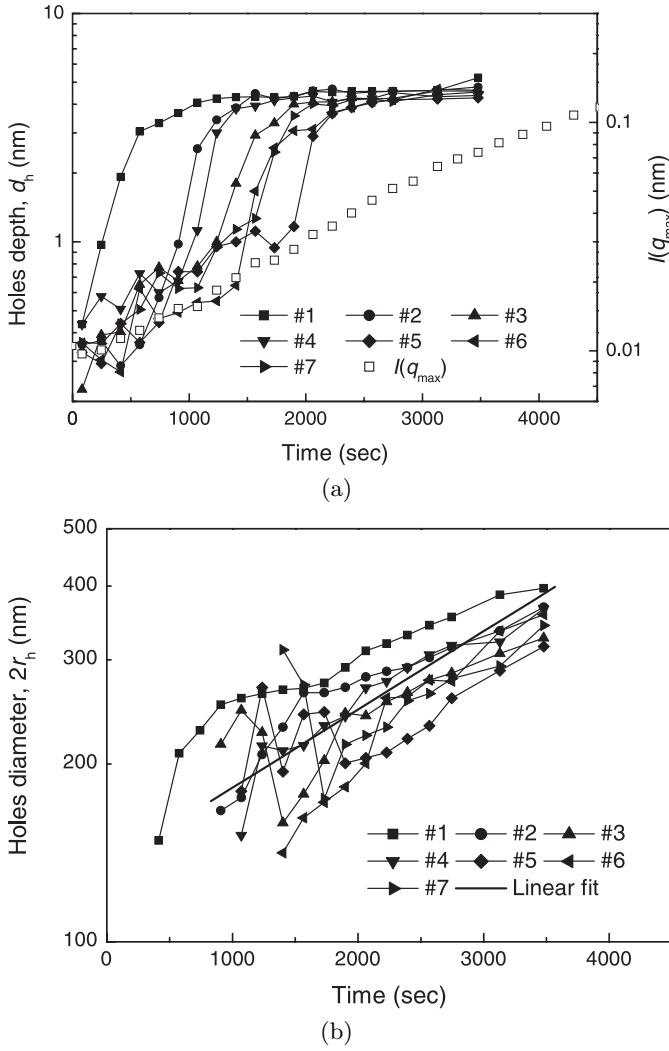 10
1
0.1
0.01
Holes depth, d_h (nm)
I(q_max) (nm)
#1 #2 #3
#4 #5 #6
#7 I(q_max)
0 1000 2000 3000 4000
Time (sec)
(a)
500
400
300
200
100
Holes diameter, 2r_h (nm)
#1 #2 #3
#4 #5 #6
#7 Linear fit
0 1000 2000 3000 4000
Time (sec)
(b)